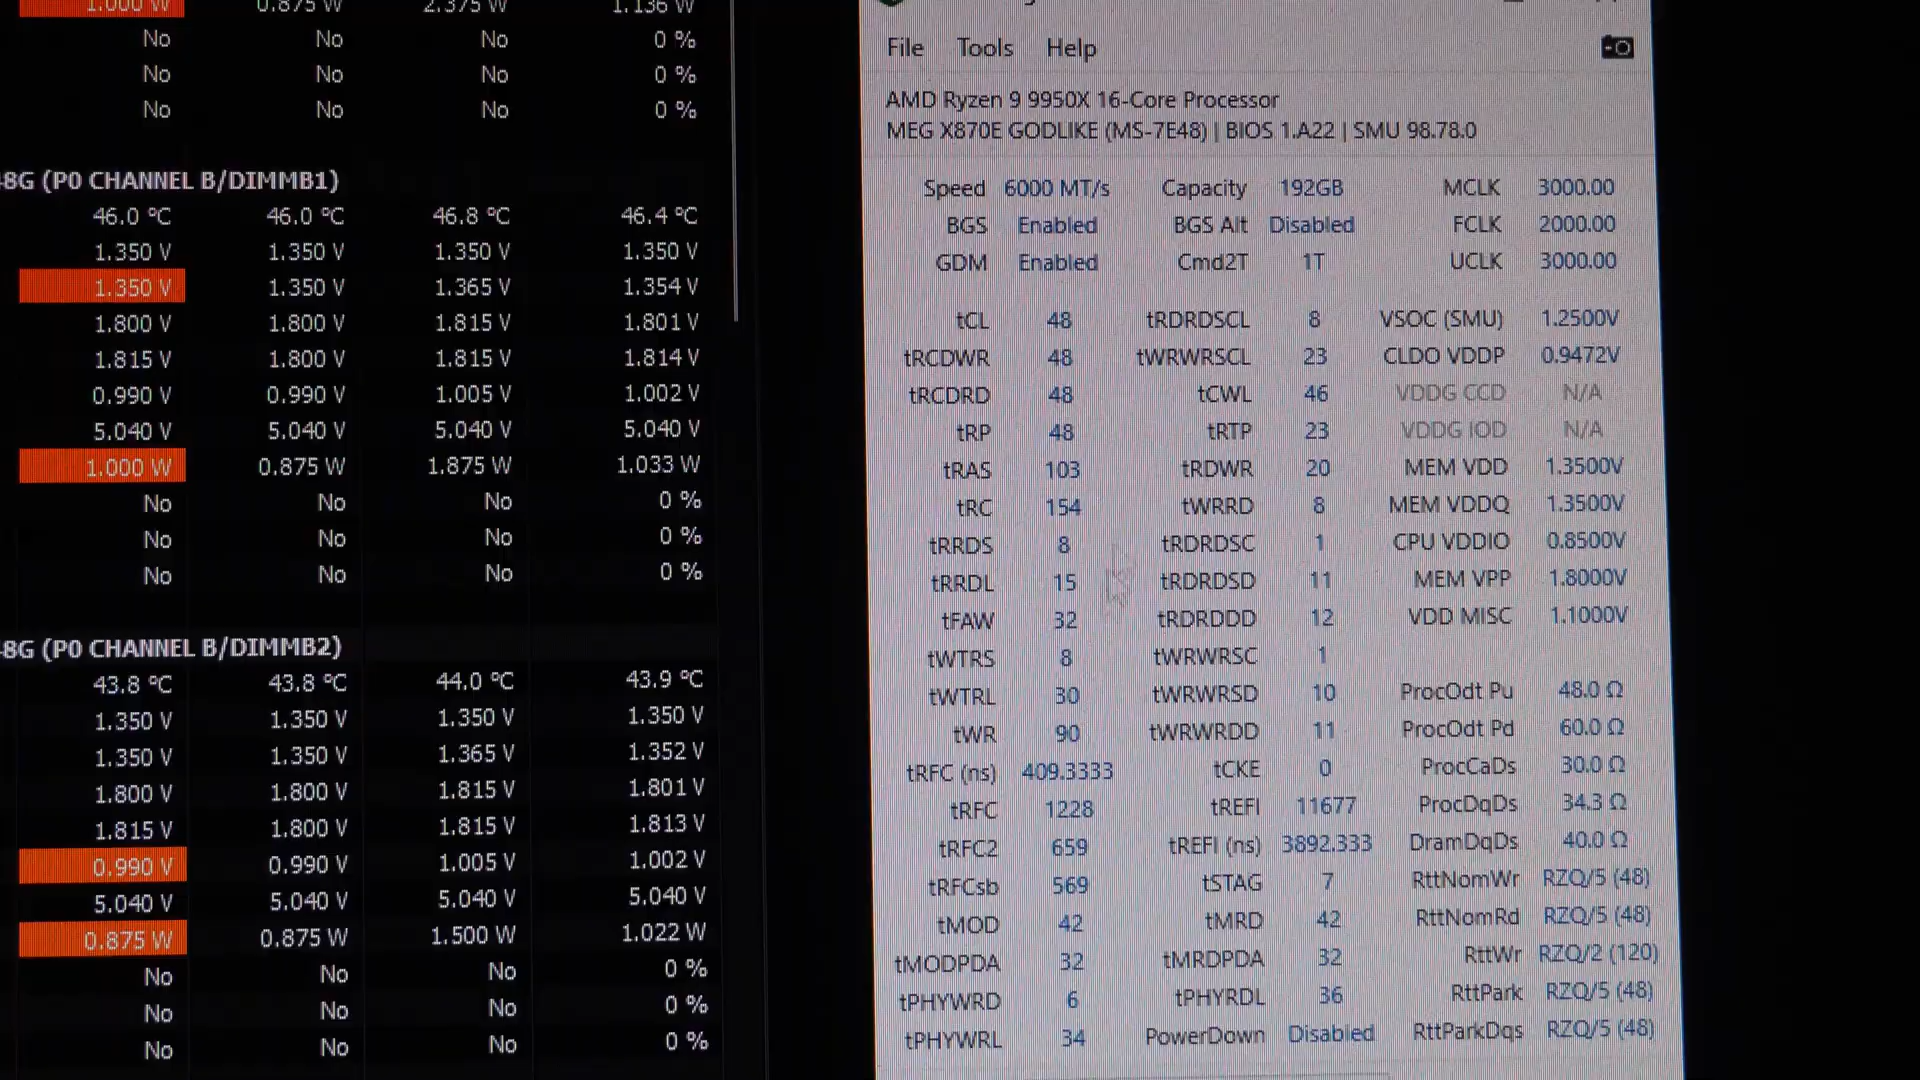 1.000 W 0.875 W 2.375 W 1.136 W
No No No 0 %
No No No 0 %
No No No 0 %
48G (P0 CHANNEL B/DIMMB1)
46.0 °C 46.0 °C 46.8 °C 46.4 °C
1.350 V 1.350 V 1.350 V 1.350 V
1.350 V 1.350 V 1.365 V 1.354 V
1.800 V 1.800 V 1.815 V 1.801 V
1.815 V 1.800 V 1.815 V 1.814 V
0.990 V 0.990 V 1.005 V 1.002 V
5.040 V 5.040 V 5.040 V 5.040 V
1.000 W 0.875 W 1.875 W 1.033 W
No No No 0 %
No No No 0 %
No No No 0 %
48G (P0 CHANNEL B/DIMMB2)
43.8 °C 43.8 °C 44.0 °C 43.9 °C
1.350 V 1.350 V 1.350 V 1.350 V
1.350 V 1.350 V 1.365 V 1.352 V
1.800 V 1.800 V 1.815 V 1.801 V
1.815 V 1.800 V 1.815 V 1.813 V
0.990 V 0.990 V 1.005 V 1.002 V
5.040 V 5.040 V 5.040 V 5.040 V
0.875 W 0.875 W 1.500 W 1.022 W
No No No 0 %
No No No 0 %
No No No 0 %
File Tools Help
AMD Ryzen 9 9950X 16-Core Processor
MEG X870E GODLIKE (MS-7E48) | BIOS 1.A22 | SMU 98.78.0
Speed 6000 MT/s Capacity 192GB MCLK 3000.00
BGS Enabled BGS Alt Disabled FCLK 2000.00
GDM Enabled Cmd2T 1T UCLK 3000.00
tCL 48 tRDRDSCL 8 VSOC (SMU) 1.2500V
tRCDWR 48 tWRWRSCL 23 CLDO VDDP 0.9472V
tRCDRD 48 tCWL 46 VDDG CCD N/A
tRP 48 tRTP 23 VDDG IOD N/A
tRAS 103 tRDWR 20 MEM VDD 1.3500V
tRC 154 tWRRD 8 MEM VDDQ 1.3500V
tRRDS 8 tRDRDSC 1 CPU VDDIO 0.8500V
tRRDL 15 tRDRDSD 11 MEM VPP 1.8000V
tFAW 32 tRDRDDD 12 VDD MISC 1.1000V
tWTRS 8 tWRWRSC 1
tWTRL 30 tWRWRSD 10 ProcOdt Pu 48.0 Ω
tWR 90 tWRWRDD 11 ProcOdt Pd 60.0 Ω
tRFC (ns) 409.3333 tCKE 0 ProcCaDs 30.0 Ω
tRFC 1228 tREFI 11677 ProcDqDs 34.3 Ω
tRFC2 659 tREFI (ns) 3892.333 DramDqDs 40.0 Ω
tRFCsb 569 tSTAG 7 RttNomWr RZQ/5 (48)
tMOD 42 tMRD 42 RttNomRd RZQ/5 (48)
tMODPDA 32 tMRDPDA 32 RttWr RZQ/2 (120)
tPHYWRD 6 tPHYRDL 36 RttPark RZQ/5 (48)
tPHYWRL 34 PowerDown Disabled RttParkDqs RZQ/5 (48)